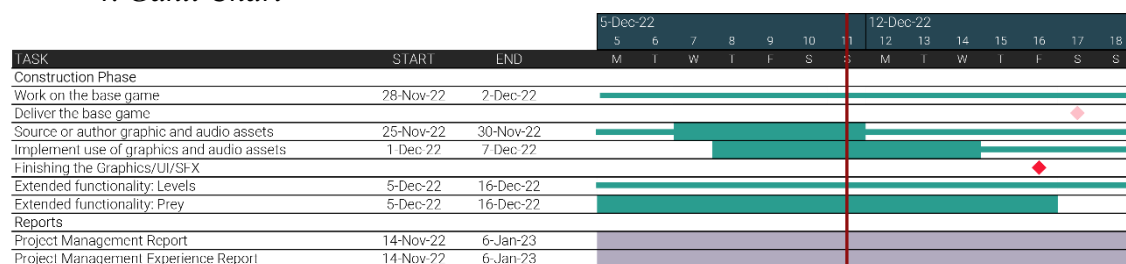 5-Dec-22 12-Dec-22
5 6 7 8 9 10 11 12 13 14 15 16 17 18
TASK START END M T W T F S S M T W T F S S
Construction Phase
Work on the base game 28-Nov-22 2-Dec-22
Deliver the base game
Source or author graphic and audio assets 25-Nov-22 30-Nov-22
Implement use of graphics and audio assets 1-Dec-22 7-Dec-22
Finishing the Graphics/UI/SFX
Extended functionality: Levels 5-Dec-22 16-Dec-22
Extended functionality: Prey 5-Dec-22 16-Dec-22
Reports
Project Management Report 14-Nov-22 6-Jan-23
Project Management Experience Report 14-Nov-22 6-Jan-23